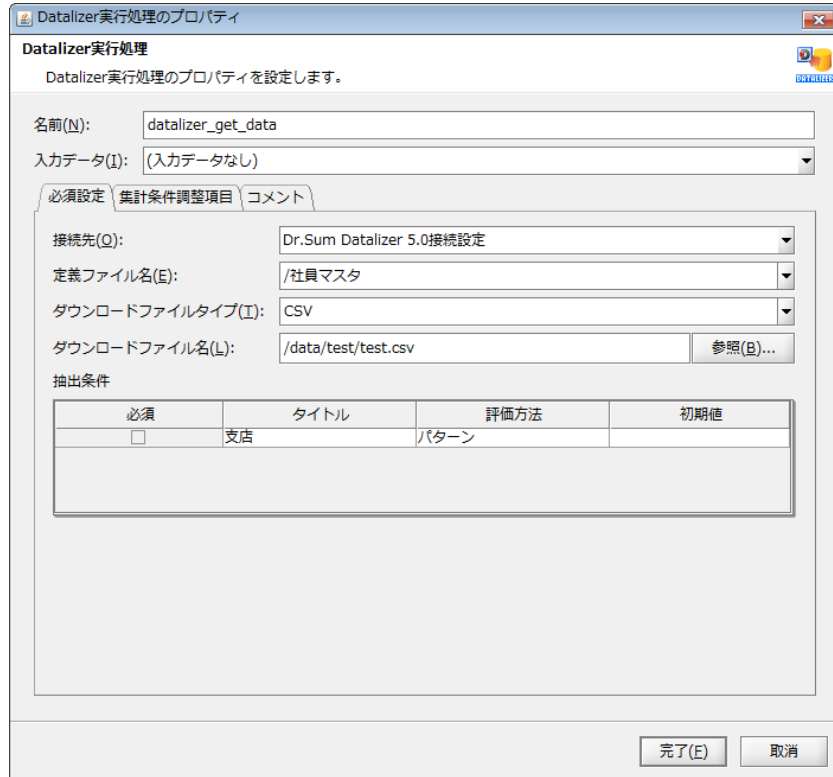 Datalizer実行処理のプロパティ
Datalizer実行処理
Datalizer実行処理のプロパティを設定します。
DATALIZER
名前(N): datalizer_get_data
入力データ(I): (入力データなし)
必須設定 集計条件調整項目 コメント
接続先(O): Dr.Sum Datalizer 5.0接続設定
定義ファイル名(E): /社員マスタ
ダウンロードファイルタイプ(T): CSV
ダウンロードファイル名(L): /data/test/test.csv 参照(B)...
抽出条件
必須 タイトル 評価方法 初期値
支店 パターン
完了(F) 取消